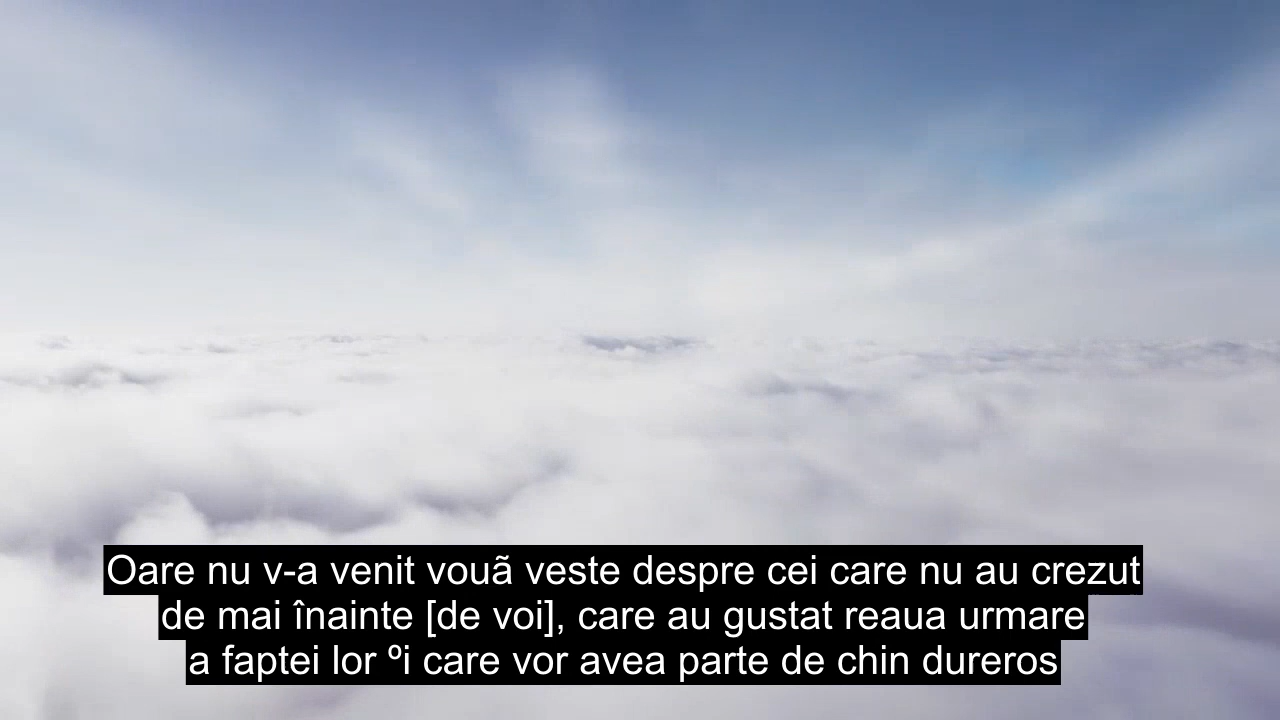 Oare nu v-a venit vouã veste despre cei care nu au crezut
de mai înainte [de voi], care au gustat reaua urmare
a faptei lor ºi care vor avea parte de chin dureros